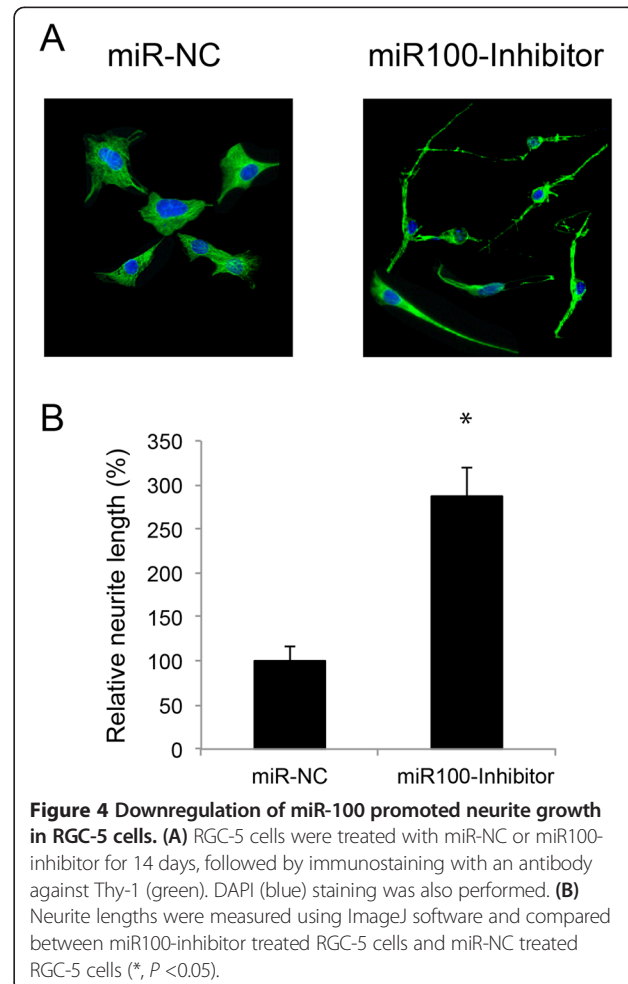 A
miR-NC miR100-Inhibitor
B
*
Relative neurite length (%)
350
300
250
200
150
100
50
0
miR-NC miR100-Inhibitor
Figure 4 Downregulation of miR-100 promoted neurite growth
in RGC-5 cells. (A) RGC-5 cells were treated with miR-NC or miR100-
inhibitor for 14 days, followed by immunostaining with an antibody
against Thy-1 (green). DAPI (blue) staining was also performed. (B)
Neurite lengths were measured using ImageJ software and compared
between miR100-inhibitor treated RGC-5 cells and miR-NC treated
RGC-5 cells (*, P <0.05).